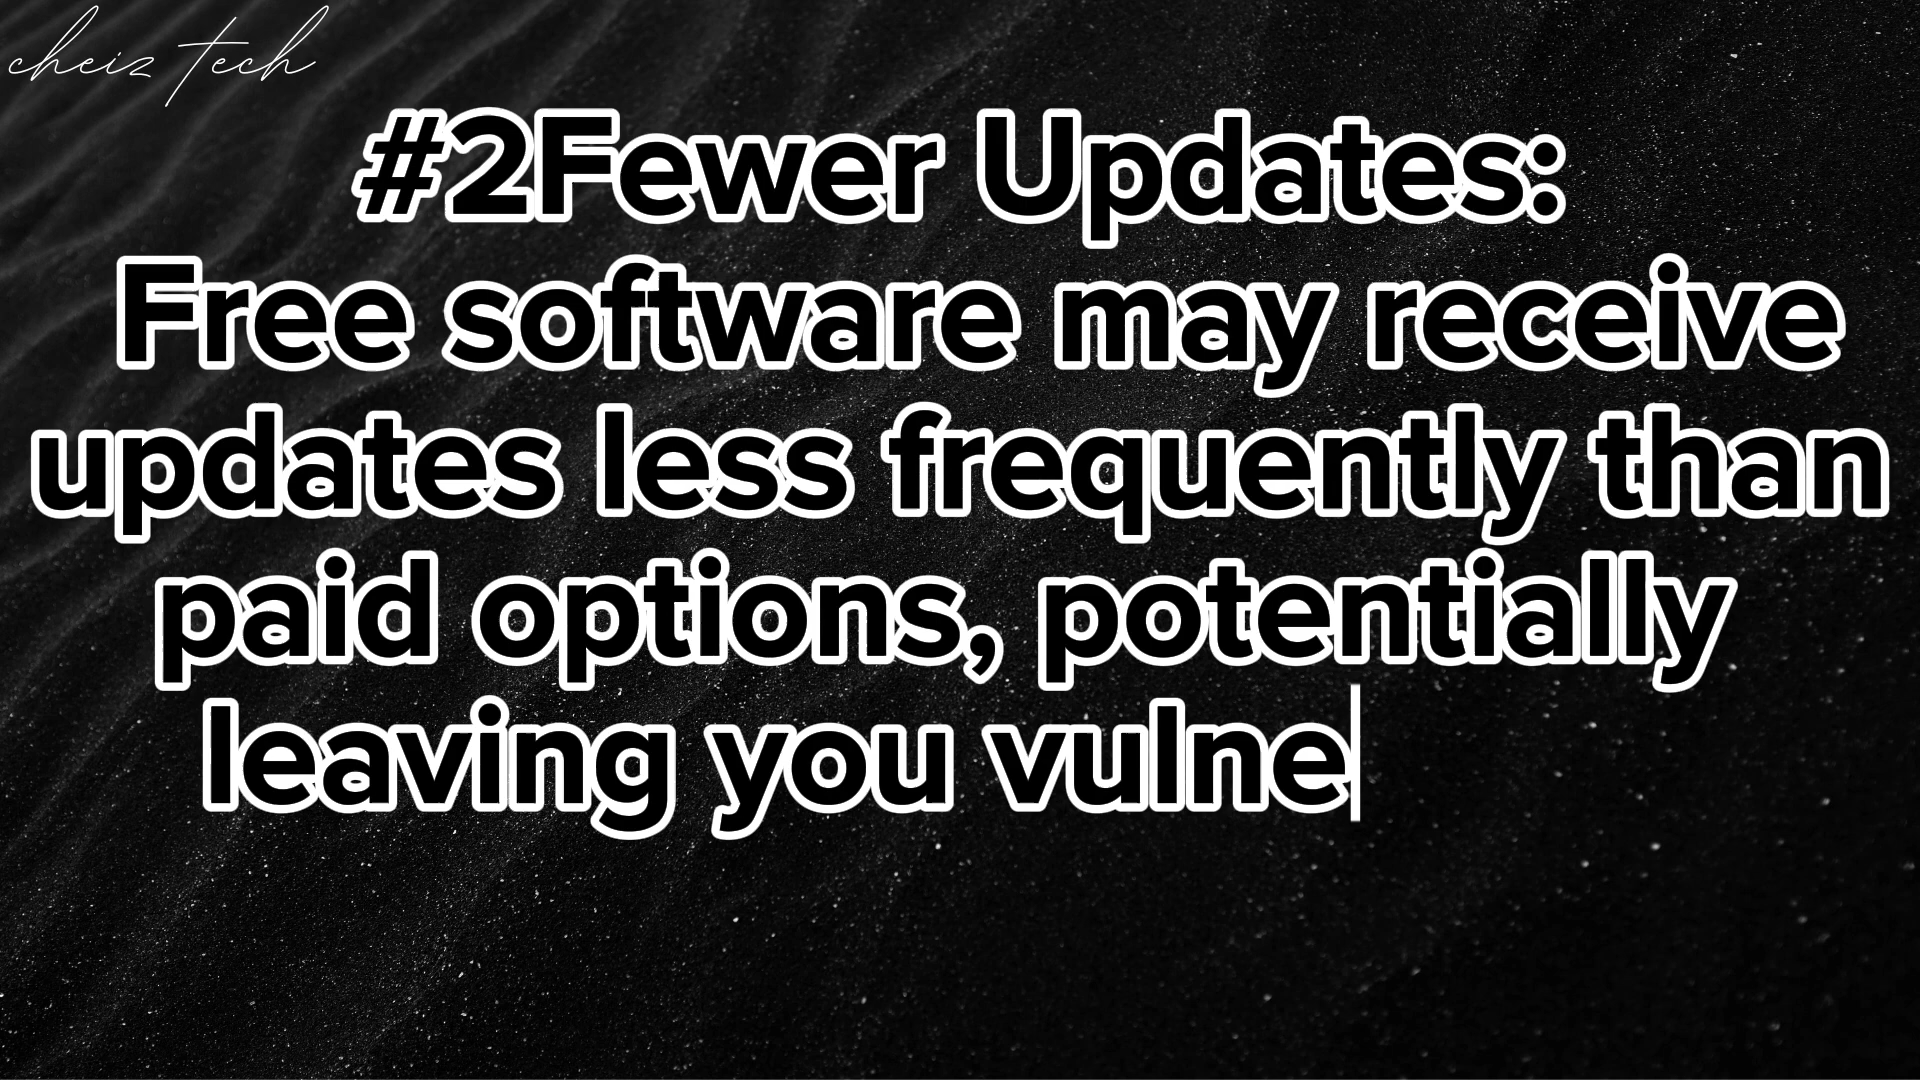 cheiz tech
#2Fewer Updates:
Free software may receive
updates less frequently than
paid options, potentially
leaving you vulne